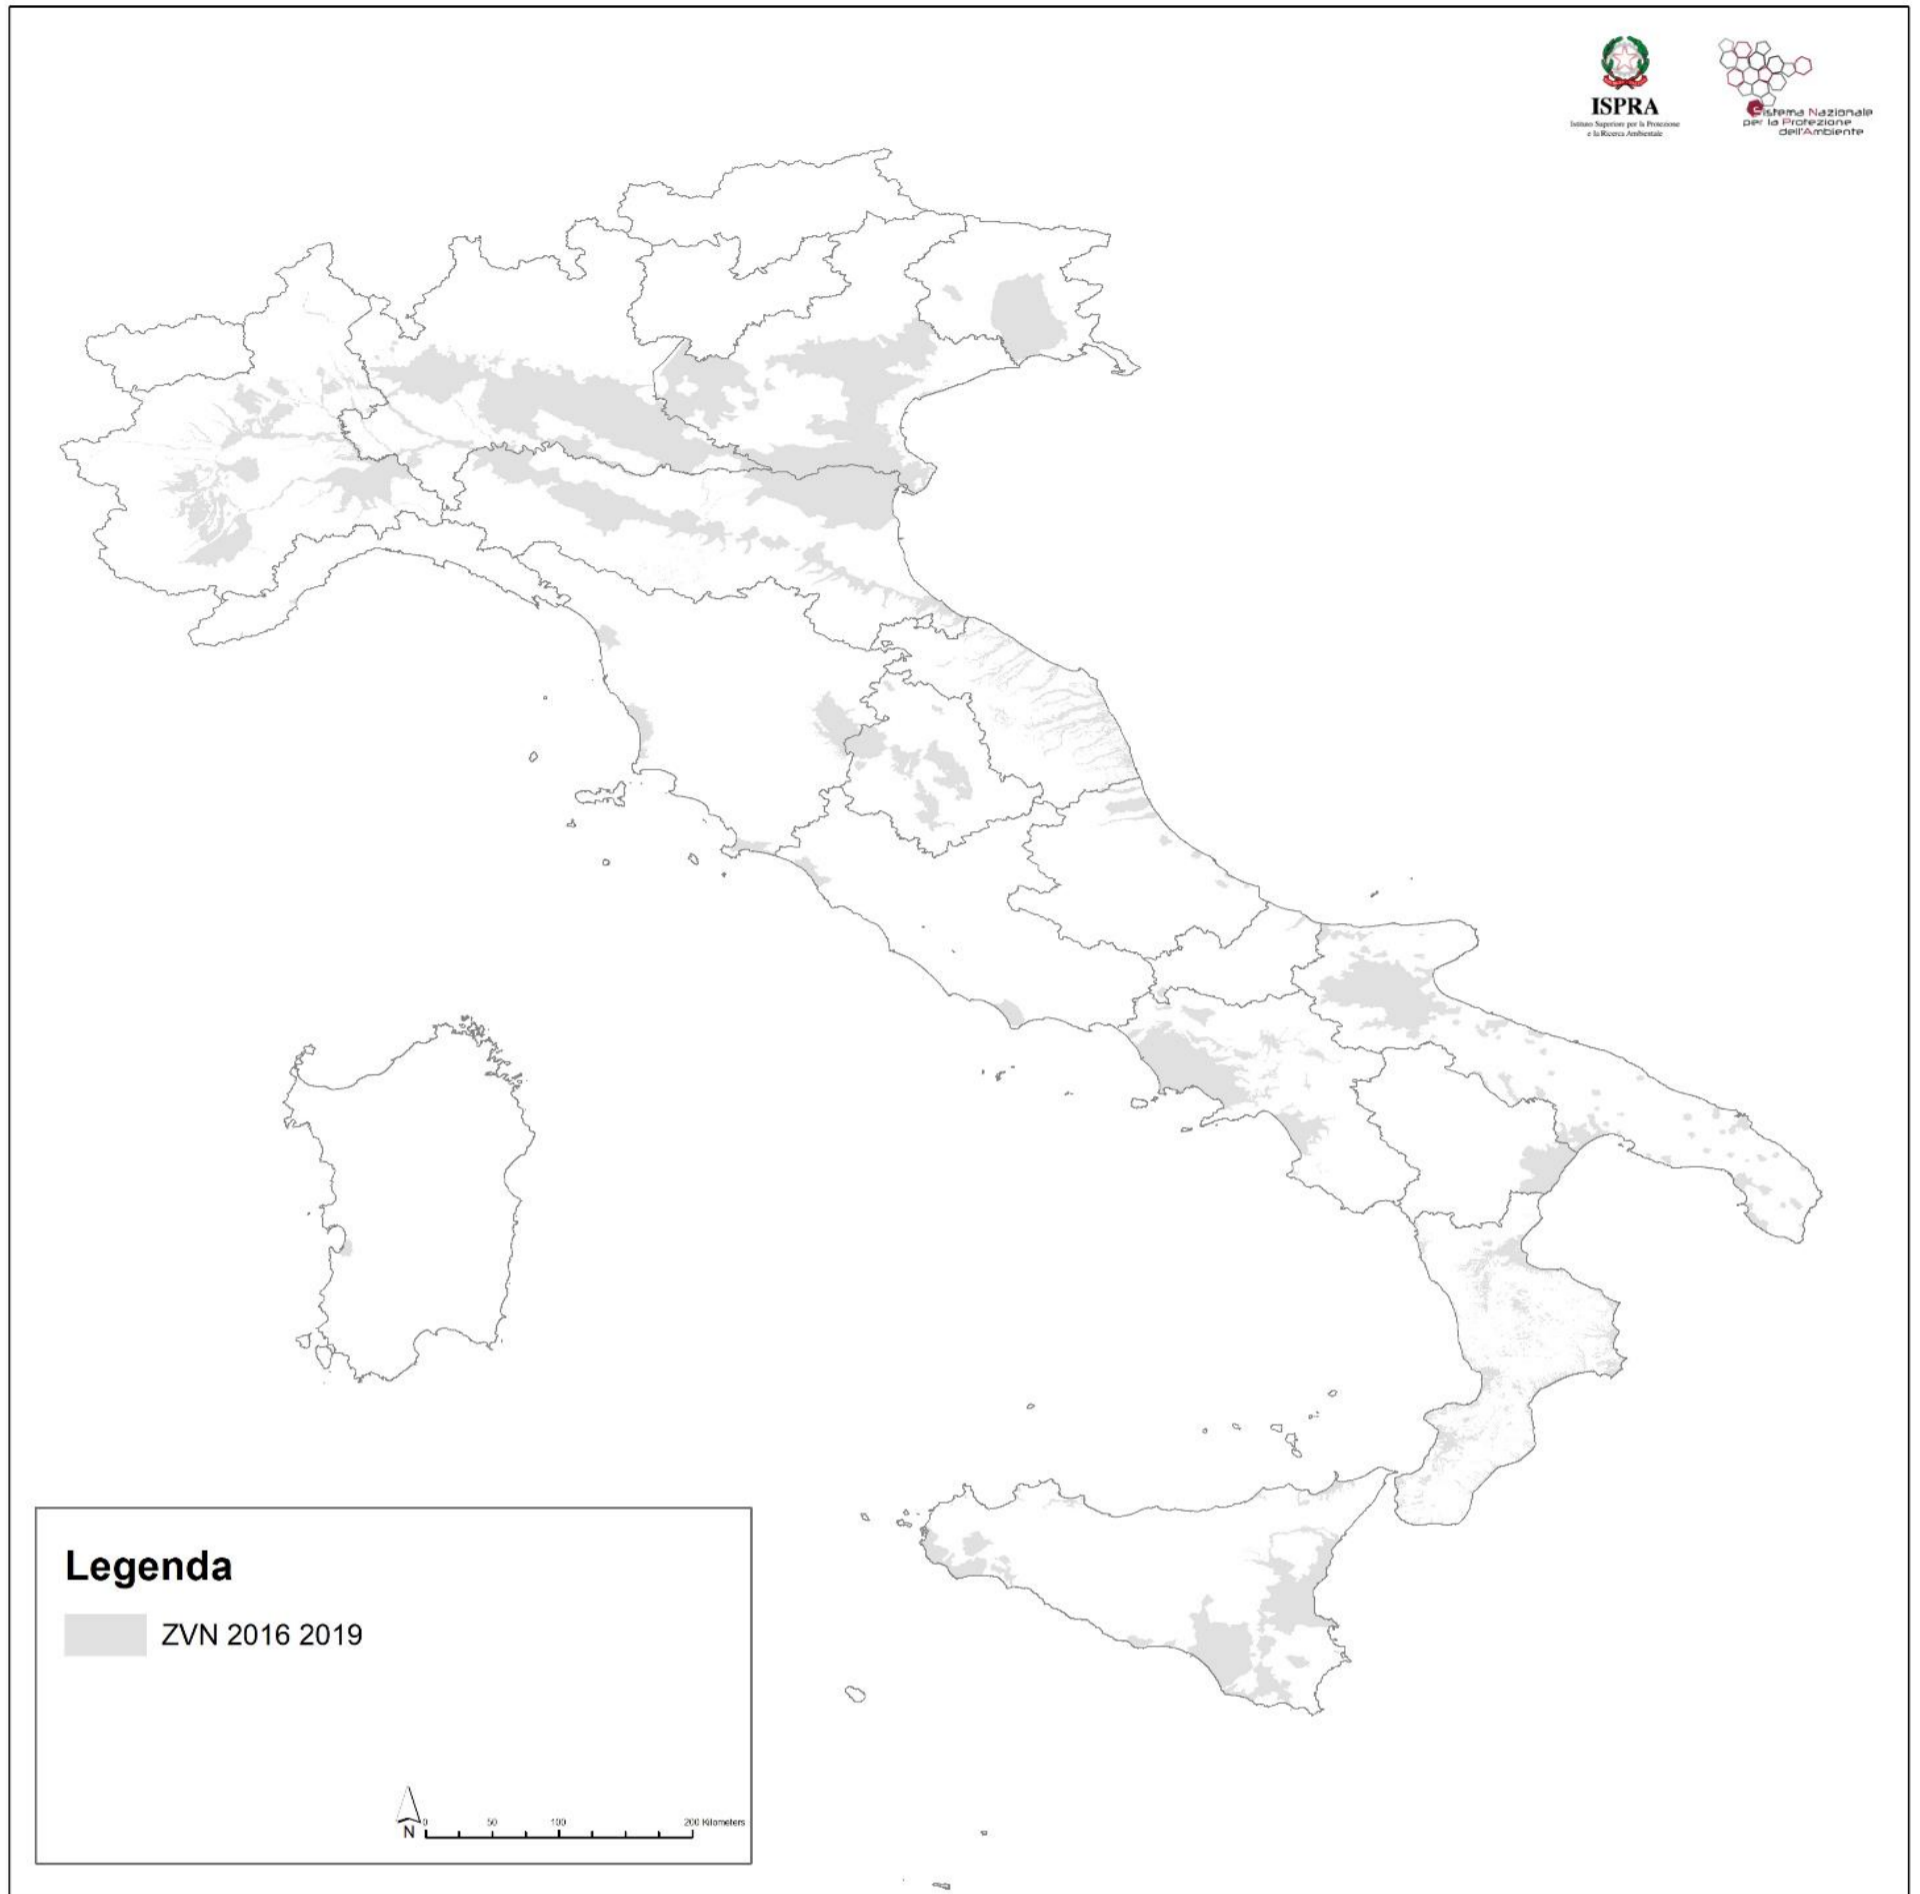 ISPRA
Istituto Superiore per la Protezione
e la Ricerca Ambientale
Sistema Nazionale
per la Protezione
dell'Ambiente
Legenda
ZVN 2016 2019
N
0 50 100 200 Kilometers